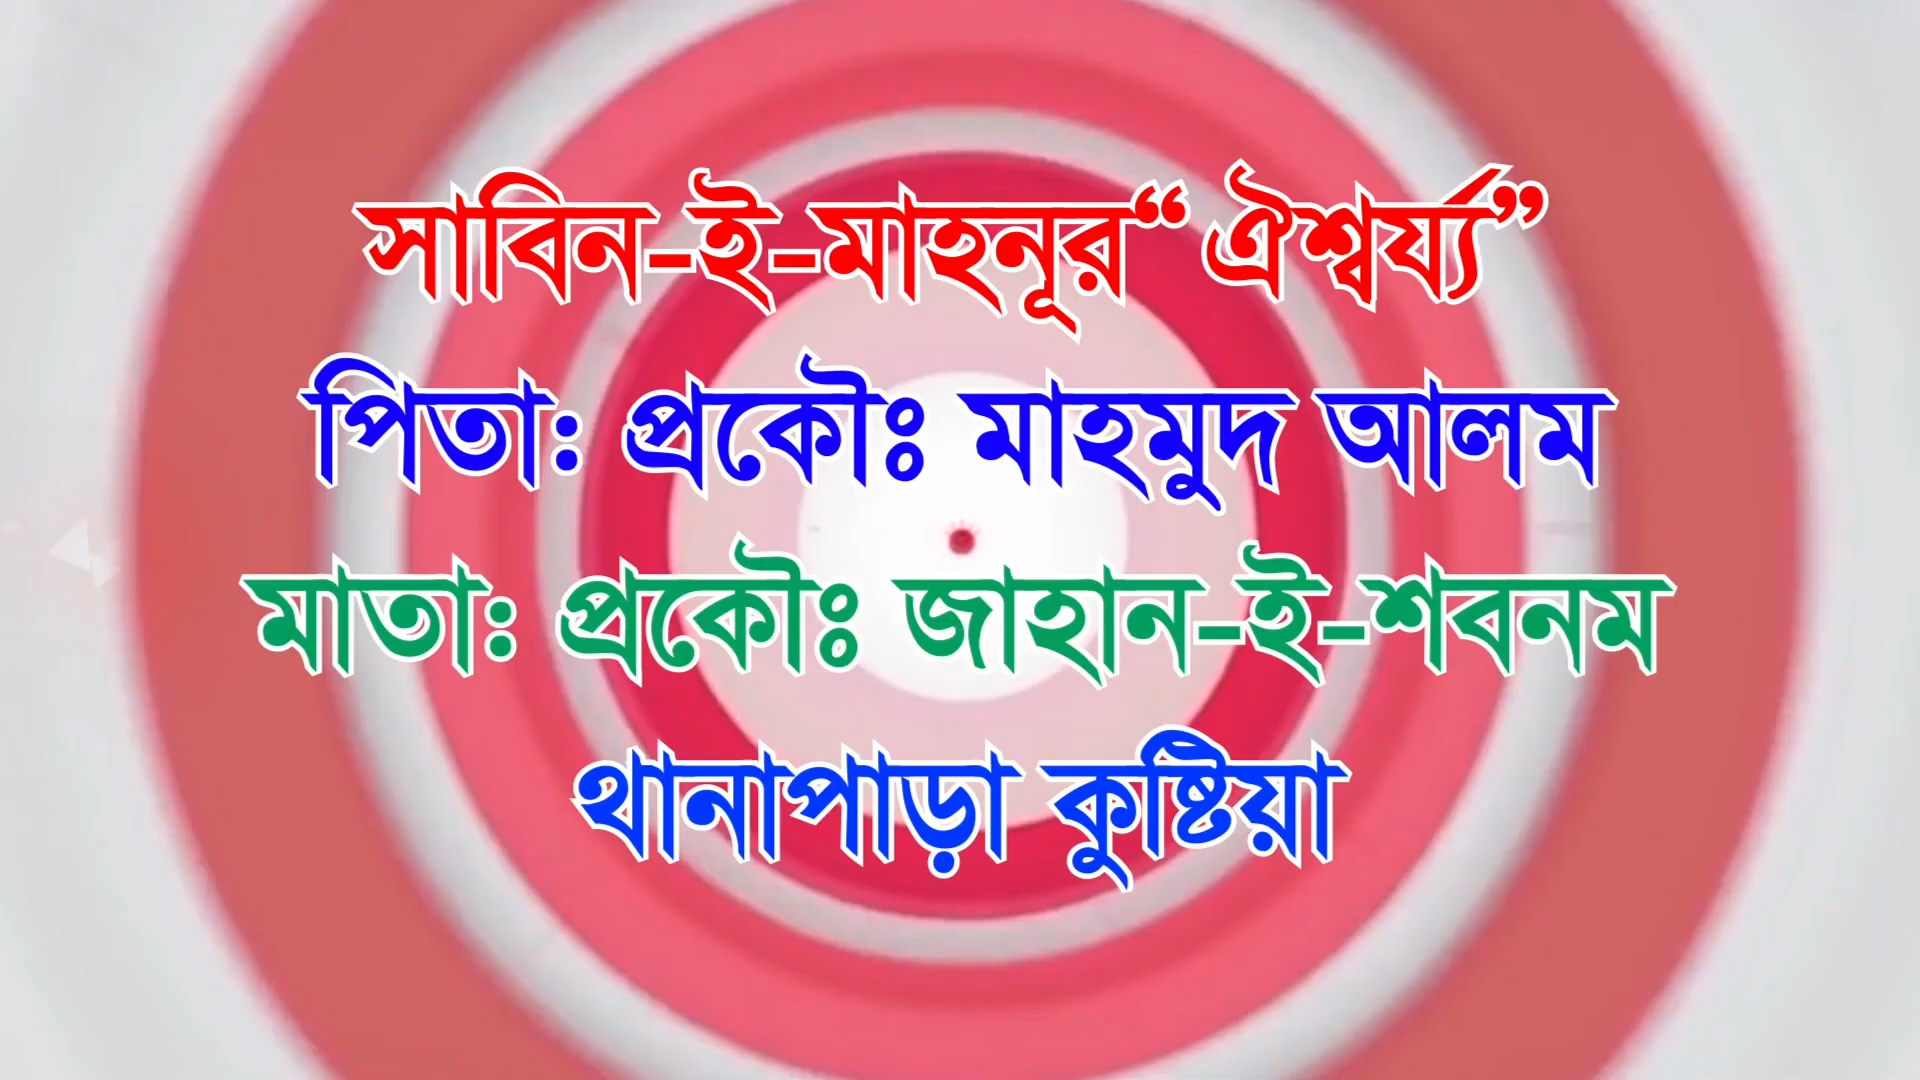 সাবিন-ই-মাহনূর“ ঐশ্বর্য্য”
পিতাঃ প্রকৌঃ মাহমুদ আলম
মাতাঃ প্রকৌঃ জাহান-ই-শবনম
থানাপাড়া কুষ্টিয়া